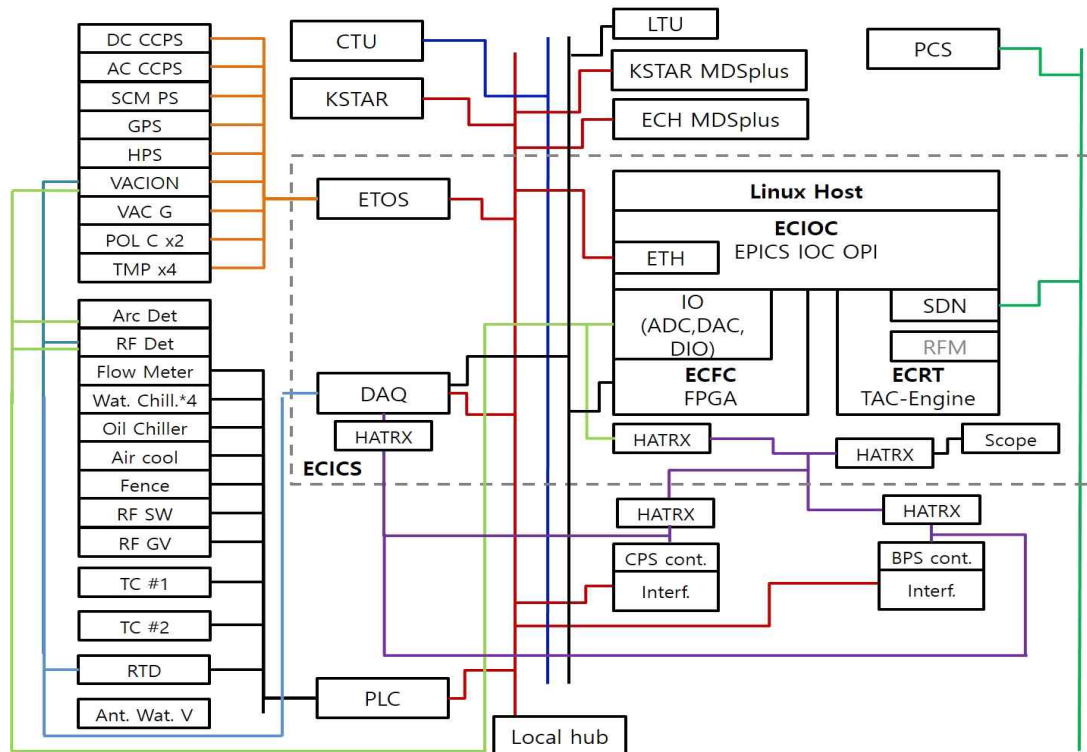 DC CCPS
AC CCPS
SCM PS
GPS
HPS
VACION
VAC G
POL C x2
TMP x4
Arc Det
RF Det
Flow Meter
Wat. Chill.*4
Oil Chiller
Air cool
Fence
RF SW
RF GV
TC #1
TC #2
RTD
Ant. Wat. V
CTU
KSTAR
ETOS
DAQ
HATRX
ECICS
PLC
Local hub
LTU
KSTAR MDSplus
ECH MDSplus
PCS
Linux Host
ECIOC
EPICS IOC OPI
ETH
IO
(ADC,DAC,
DIO)
ECFC
FPGA
SDN
RFM
ECRT
TAC-Engine
HATRX
HATRX
Scope
HATRX
CPS cont.
Interf.
HATRX
BPS cont.
Interf.